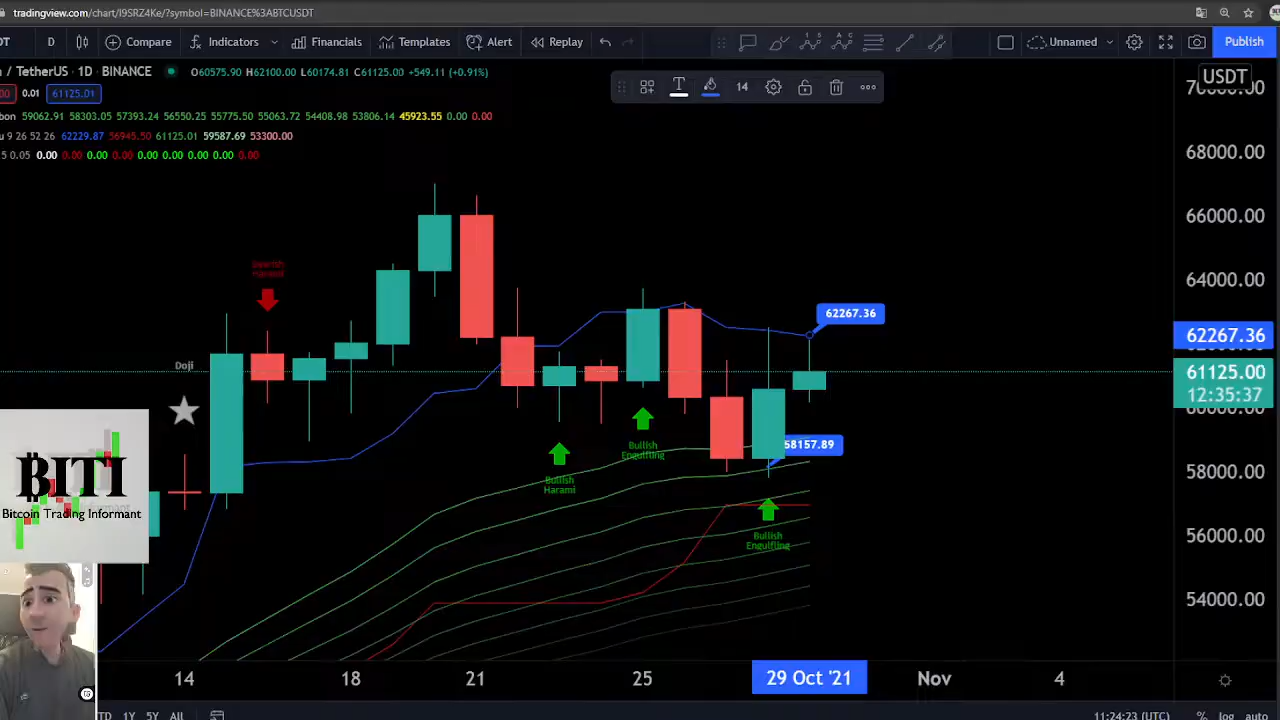 tradingview.com/chart/I9SRZ4Ke/?symbol=BINANCE%3ABTCUSDT
DT D Compare Indicators Financials Templates Alert Replay Unnamed Publish
/ TetherUS · 1D · BINANCE O60575.90 H62100.00 L60174.81 C61125.00 +549.11 (+0.91%)
00 0.01 61125.01
14
bon 59062.91 58303.05 57393.24 56550.25 55775.50 55063.72 54408.98 53806.14 45923.55 0.00 0.00
u 9 26 52 26 62229.87 56945.50 61125.01 59587.69 53300.00
5 0.05 0.00 0.00 0.00 0.00 0.00 0.00 0.00 0.00 0.00
USDT
68000.00
66000.00
64000.00
62267.36
61125.00
12:35:37
58000.00
56000.00
54000.00
Harami
Doji
62267.36
58157.89
Bullish
Harami
Bullish
Engulfing
Bullish
Engulfing
BITI
Bitcoin Trading Informant
14 18 21 25 29 Oct '21 Nov 4
TD 1Y 5Y All
11:24:23 (UTC) % log auto